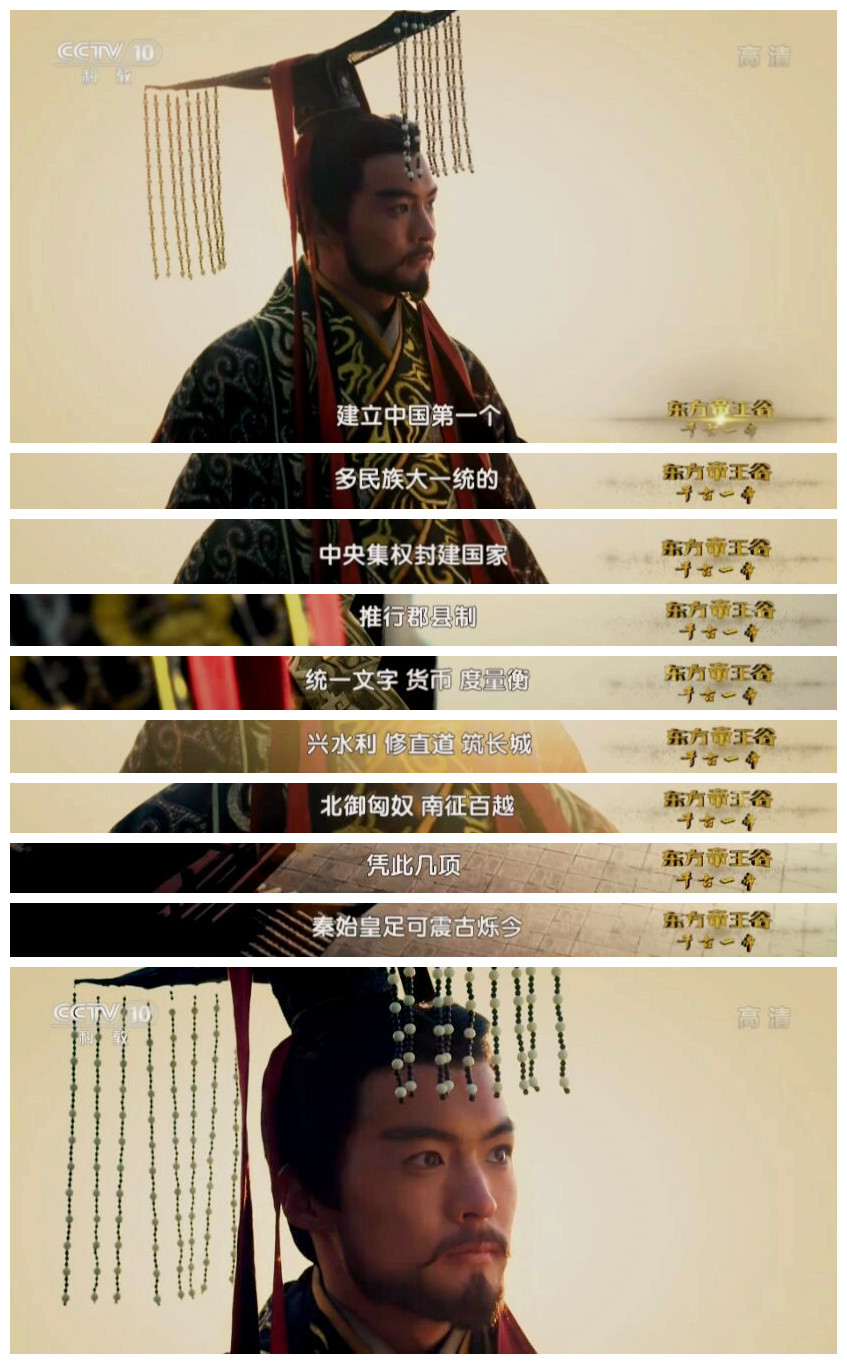 CCTV 10
科 教
高清
建立中国第一个
东方帝王谷
千古一帝
多民族大一统的
东方帝王谷
千古一帝
中央集权封建国家
东方帝王谷
千古一帝
推行郡县制
东方帝王谷
千古一帝
统一文字 货币 度量衡
东方帝王谷
千古一帝
兴水利 修直道 筑长城
东方帝王谷
千古一帝
北御匈奴 南征百越
东方帝王谷
千古一帝
凭此几项
东方帝王谷
千古一帝
秦始皇足可震古烁今
东方帝王谷
千古一帝
CCTV 10
科 教
高清